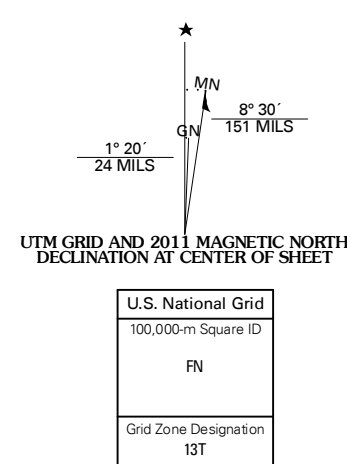 MN
GN
8° 30´
151 MILS
1° 20´
24 MILS
UTM GRID AND 2011 MAGNETIC NORTH
DECLINATION AT CENTER OF SHEET
U.S. National Grid
100,000-m Square ID
FN
Grid Zone Designation
13T